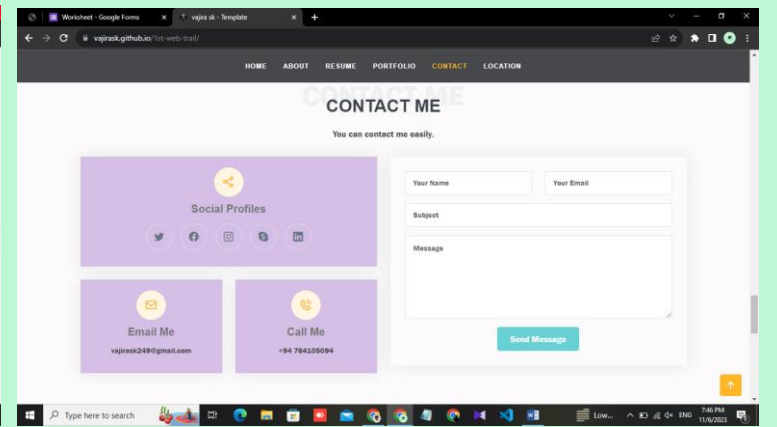 Worksheet - Google Forms
vajira sk - Template
vajirask.github.io/1st-web-trail/
HOME ABOUT RESUME PORTFOLIO CONTACT LOCATION
CONTACT ME
CONTACT ME
You can contact me easily.
Social Profiles
Your Name Your Email
Subject
Message
Email Me
vajirask249@gmail.com
Call Me
+94 764105094
Send Message
Type here to search
Low... ENG 7:46 PM
11/6/2023